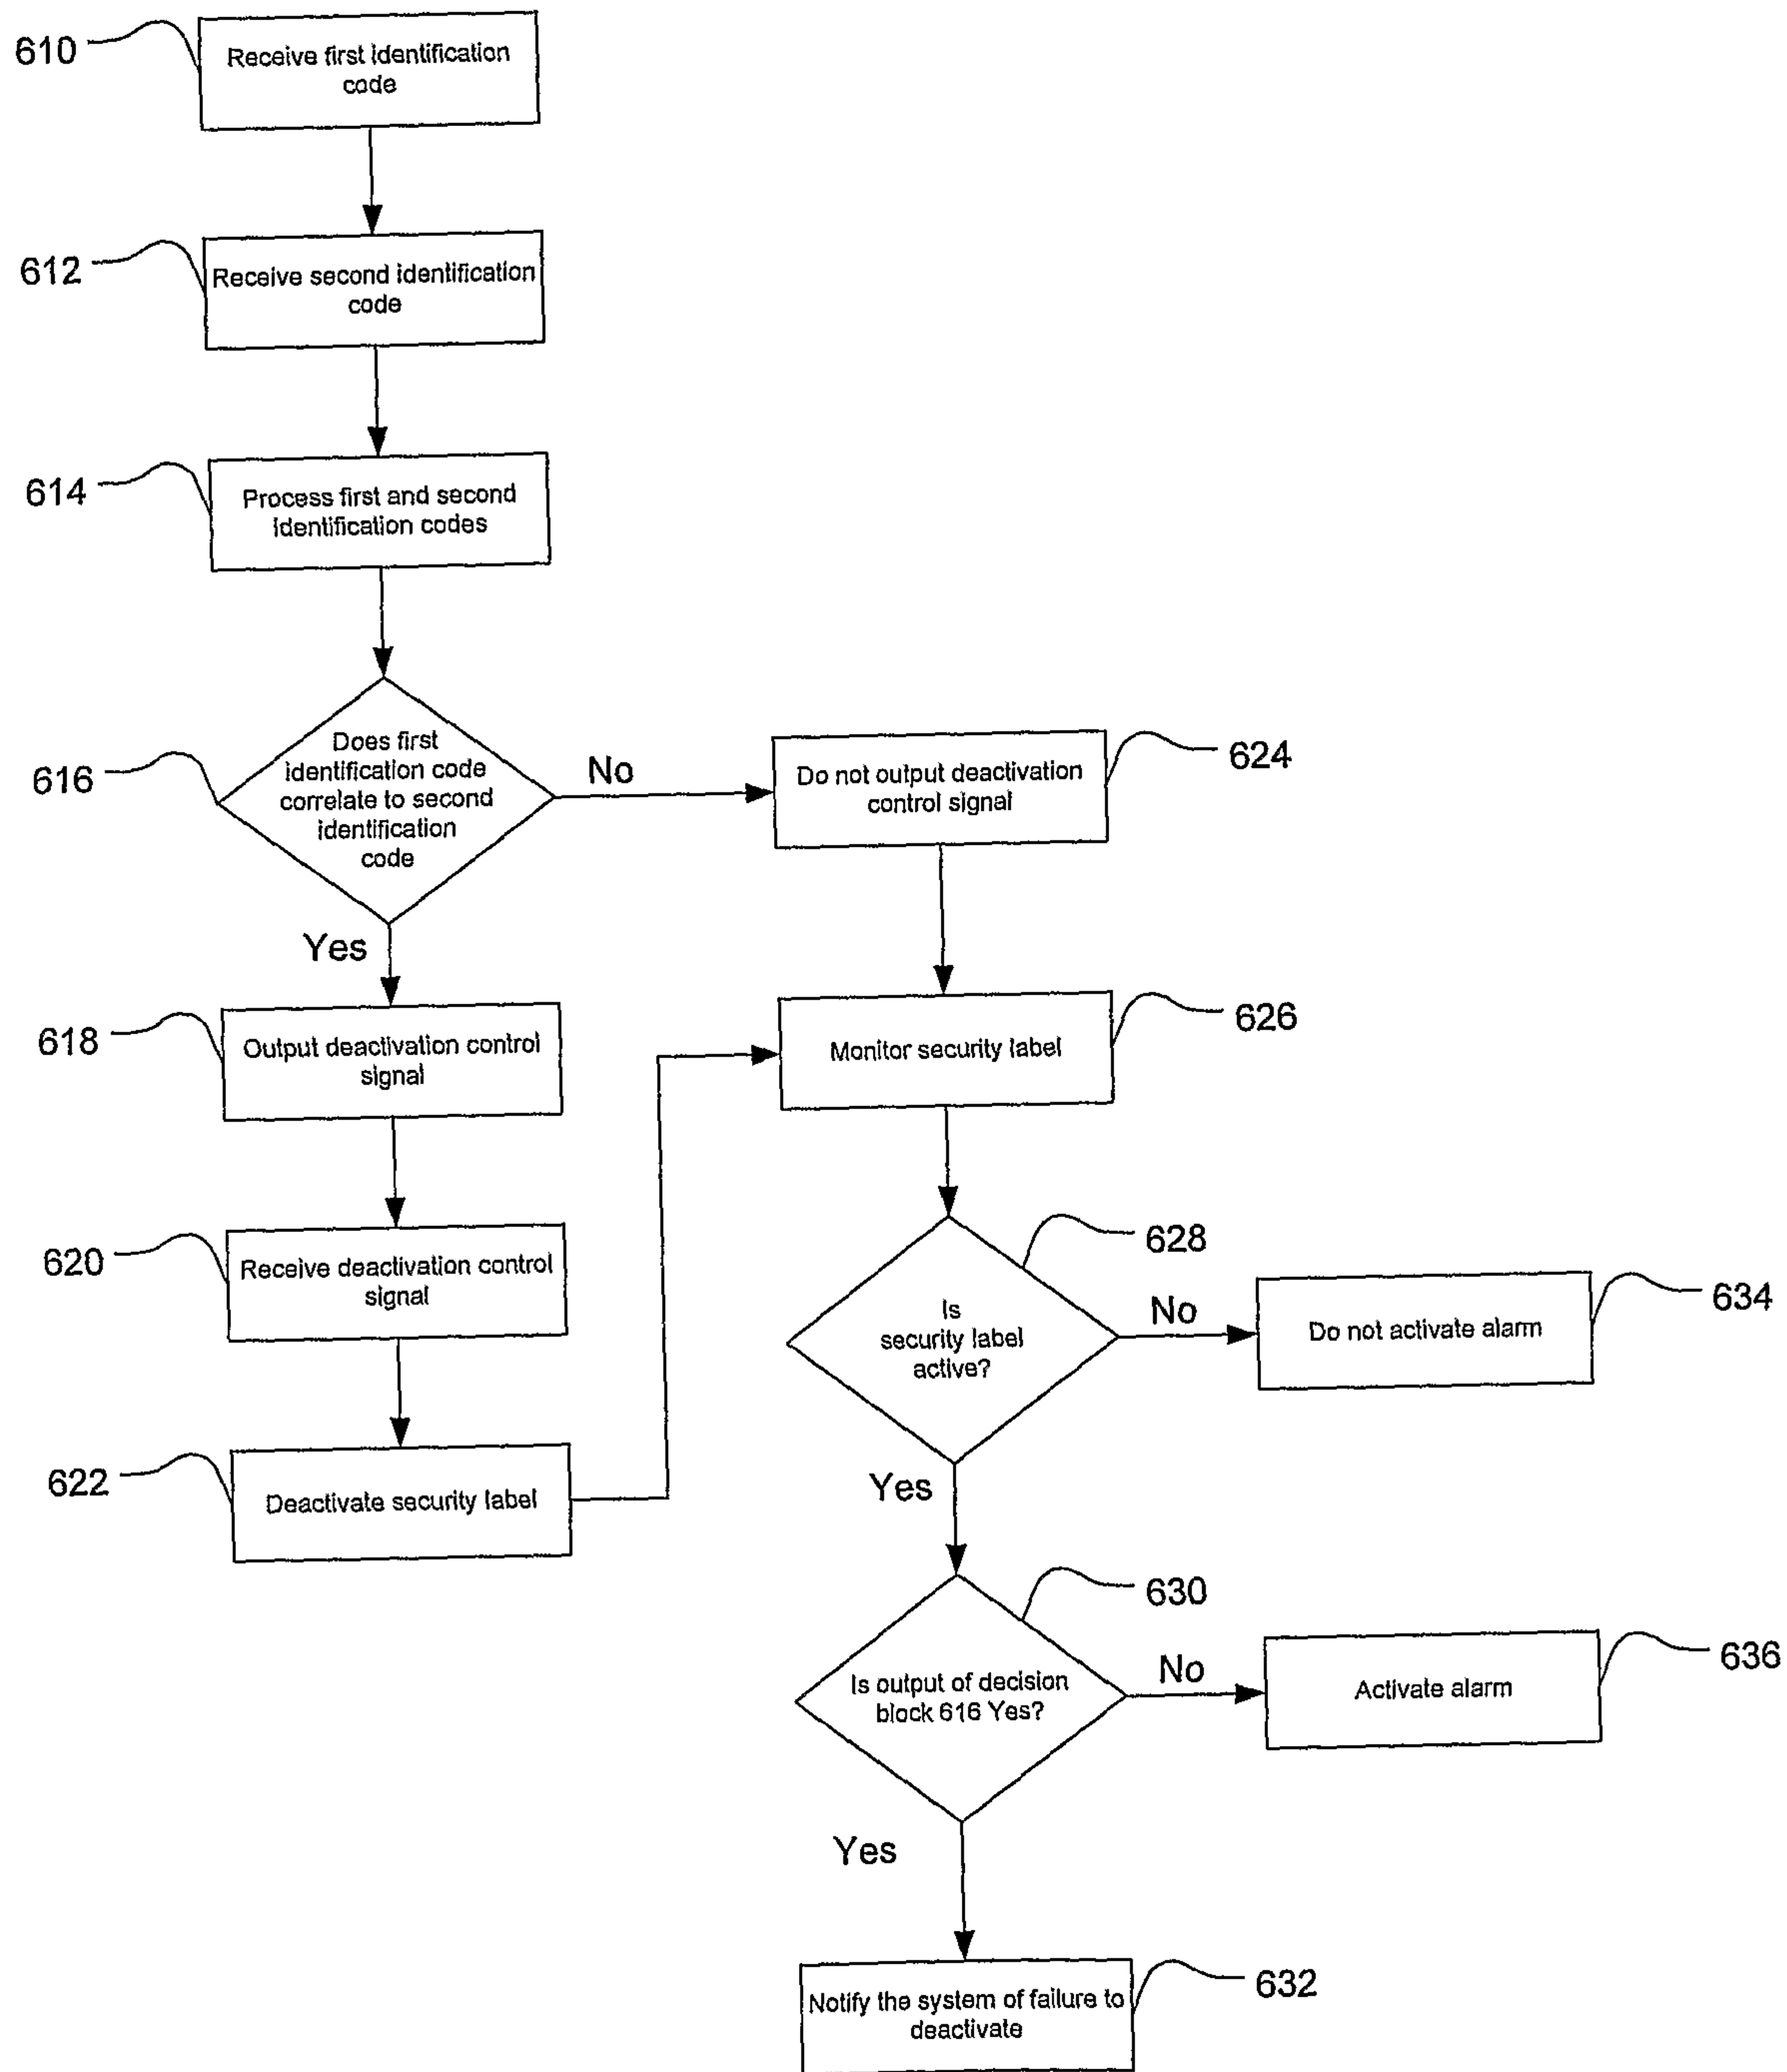 610
Receive first identification
code
612
Receive second identification
code
614
Process first and second
identification codes
616
Does first
identification code
correlate to second
identification
code
No
Do not output deactivation
control signal
624
Yes
618
Output deactivation control
signal
Monitor security label
626
620
Receive deactivation control
signal
622
Deactivate security label
628
Is
security label
active?
No
Do not activate alarm
634
Yes
630
Is output of decision
block 616 Yes?
No
Activate alarm
636
Yes
Notify the system of failure to
deactivate
632